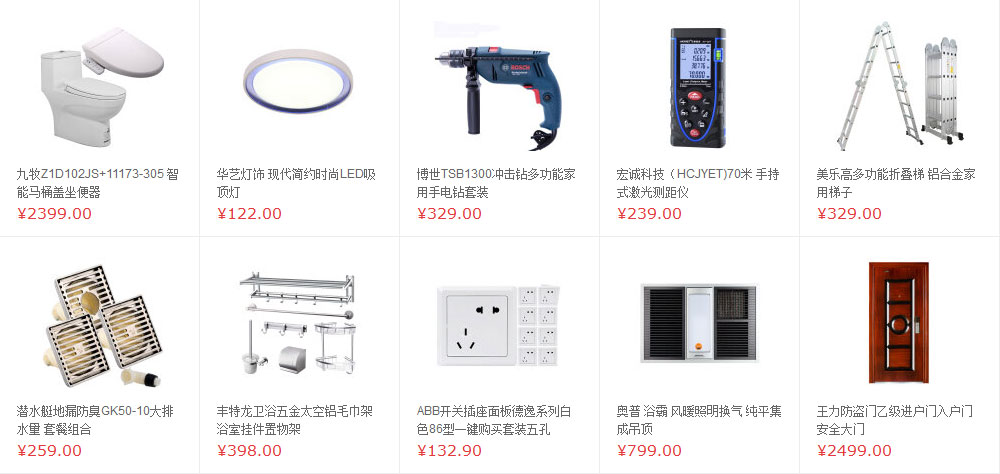 BOSCH
九牧Z1D102JS+11173-305 智
能马桶盖坐便器
¥2399.00
华艺灯饰 现代简约时尚LED吸
顶灯
¥122.00
博世TSB1300冲击钻多功能家
用手电钻套装
¥329.00
宏诚科技（HCJYET)70米 手持
式激光测距仪
¥239.00
美乐高多功能折叠梯 铝合金家
用梯子
¥329.00
潜水艇地漏防臭GK50-10大排
水量 套餐组合
¥259.00
丰特龙卫浴五金太空铝毛巾架
浴室挂件置物架
¥398.00
ABB开关插座面板德逸系列白
色86型一键购买套装五孔
¥132.90
奥普 浴霸 风暖照明换气 纯平集
成吊顶
¥799.00
王力防盗门乙级进户门入户门
安全大门
¥2499.00